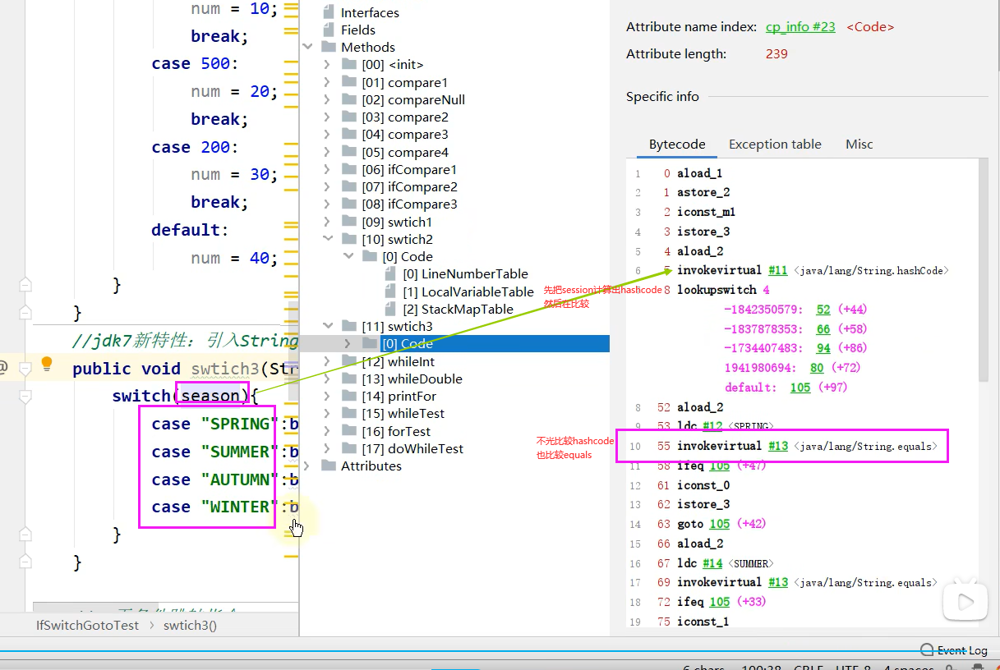 num = 10;
break;
case 500:
num = 20;
break;
case 200:
num = 30;
break;
default:
num = 40;
}
}
//jdk7新特性：引入String
public void swtich3(Str
switch(season){
case "SPRING":b
case "SUMMER":b
case "AUTUMN":b
case "WINTER":b
}
}
IfSwitchGotoTest > swtich3()
Interfaces
Fields
Methods
[00] <init>
[01] compare1
[02] compareNull
[03] compare2
[04] compare3
[05] compare4
[06] ifCompare1
[07] ifCompare2
[08] ifCompare3
[09] swtich1
[10] swtich2
[0] Code
[0] LineNumberTable
[1] LocalVariableTable
[2] StackMapTable
[11] swtich3
[0] Code
[12] whileInt
[13] whileDouble
[14] printFor
[15] whileTest
[16] forTest
[17] doWhileTest
Attributes
先把session计算出hashcode
然后在比较
不光比较hashcode
也比较equals
Attribute name index: cp_info #23 <Code>
Attribute length: 239
Specific info
Bytecode Exception table Misc
1 0 aload_1
2 1 astore_2
3 2 iconst_m1
4 3 istore_3
5 4 aload_2
6 5 invokevirtual #11 <java/lang/String.hashCode>
8 lookupswitch 4
-1842350579: 52 (+44)
-1837878353: 66 (+58)
-1734407483: 94 (+86)
1941980694: 80 (+72)
default: 105 (+97)
8 52 aload_2
9 53 ldc #12 <SPRING>
10 55 invokevirtual #13 <java/lang/String.equals>
11 58 ifeq 105 (+47)
12 61 iconst_0
13 62 istore_3
14 63 goto 105 (+42)
15 66 aload_2
16 67 ldc #14 <SUMMER>
17 69 invokevirtual #13 <java/lang/String.equals>
18 72 ifeq 105 (+33)
19 75 iconst_1
Event Log
6 chars 100:38 CRLF UTF-8 4 spaces